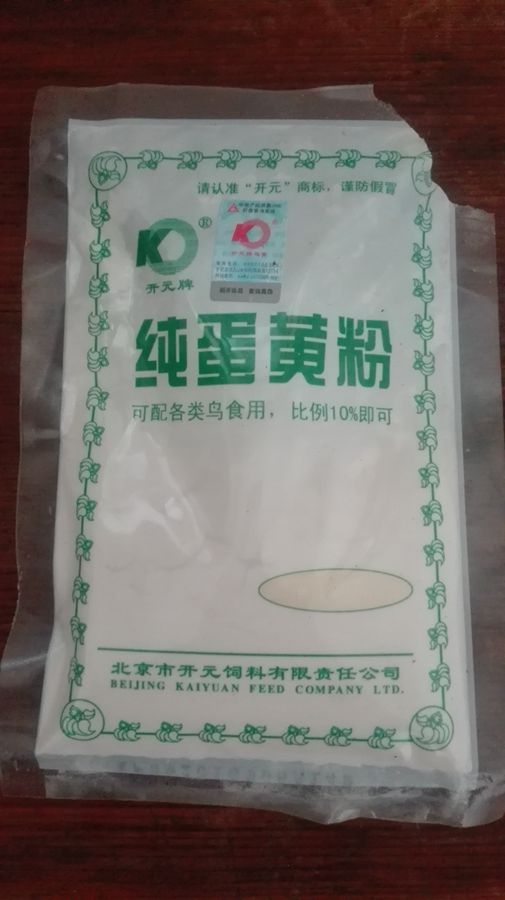 请认准“开元”商标，谨防假冒
KO®
开元牌
KO
纯蛋黄粉
可配各类鸟食用，比例10%即可
北京市开元饲料有限责任公司
BEIJING KAIYUAN FEED COMPANY LTD.